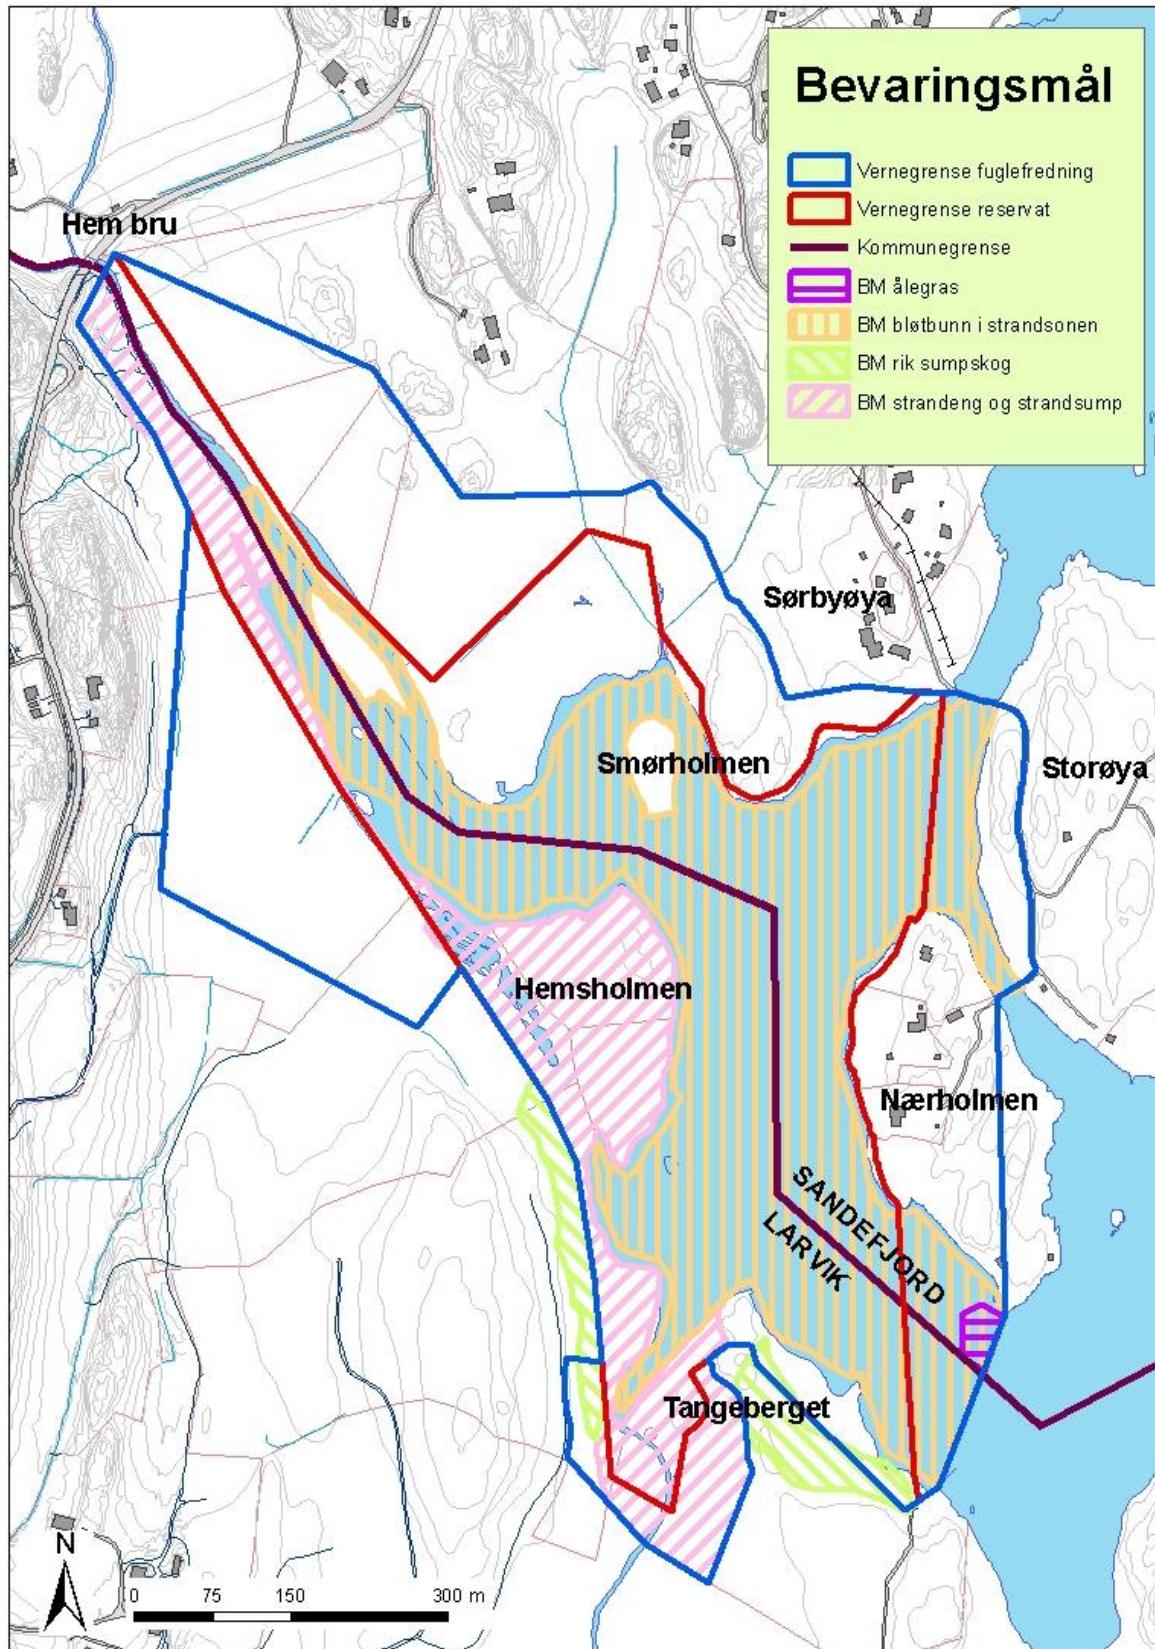 Bevaringsmål
Vernegrense fuglefredning
Vernegrense reservat
Kommunegrense
BM ålegras
BM bløtbunn i strandsonen
BM rik sumpskog
BM strandeng og strandsump
Hem bru
Sørbyøya
Smørholmen
Storøya
Hemsholmen
Nærholmen
SANDEFJORD
LARVIK
Tangeberget
N
0 75 150 300 m